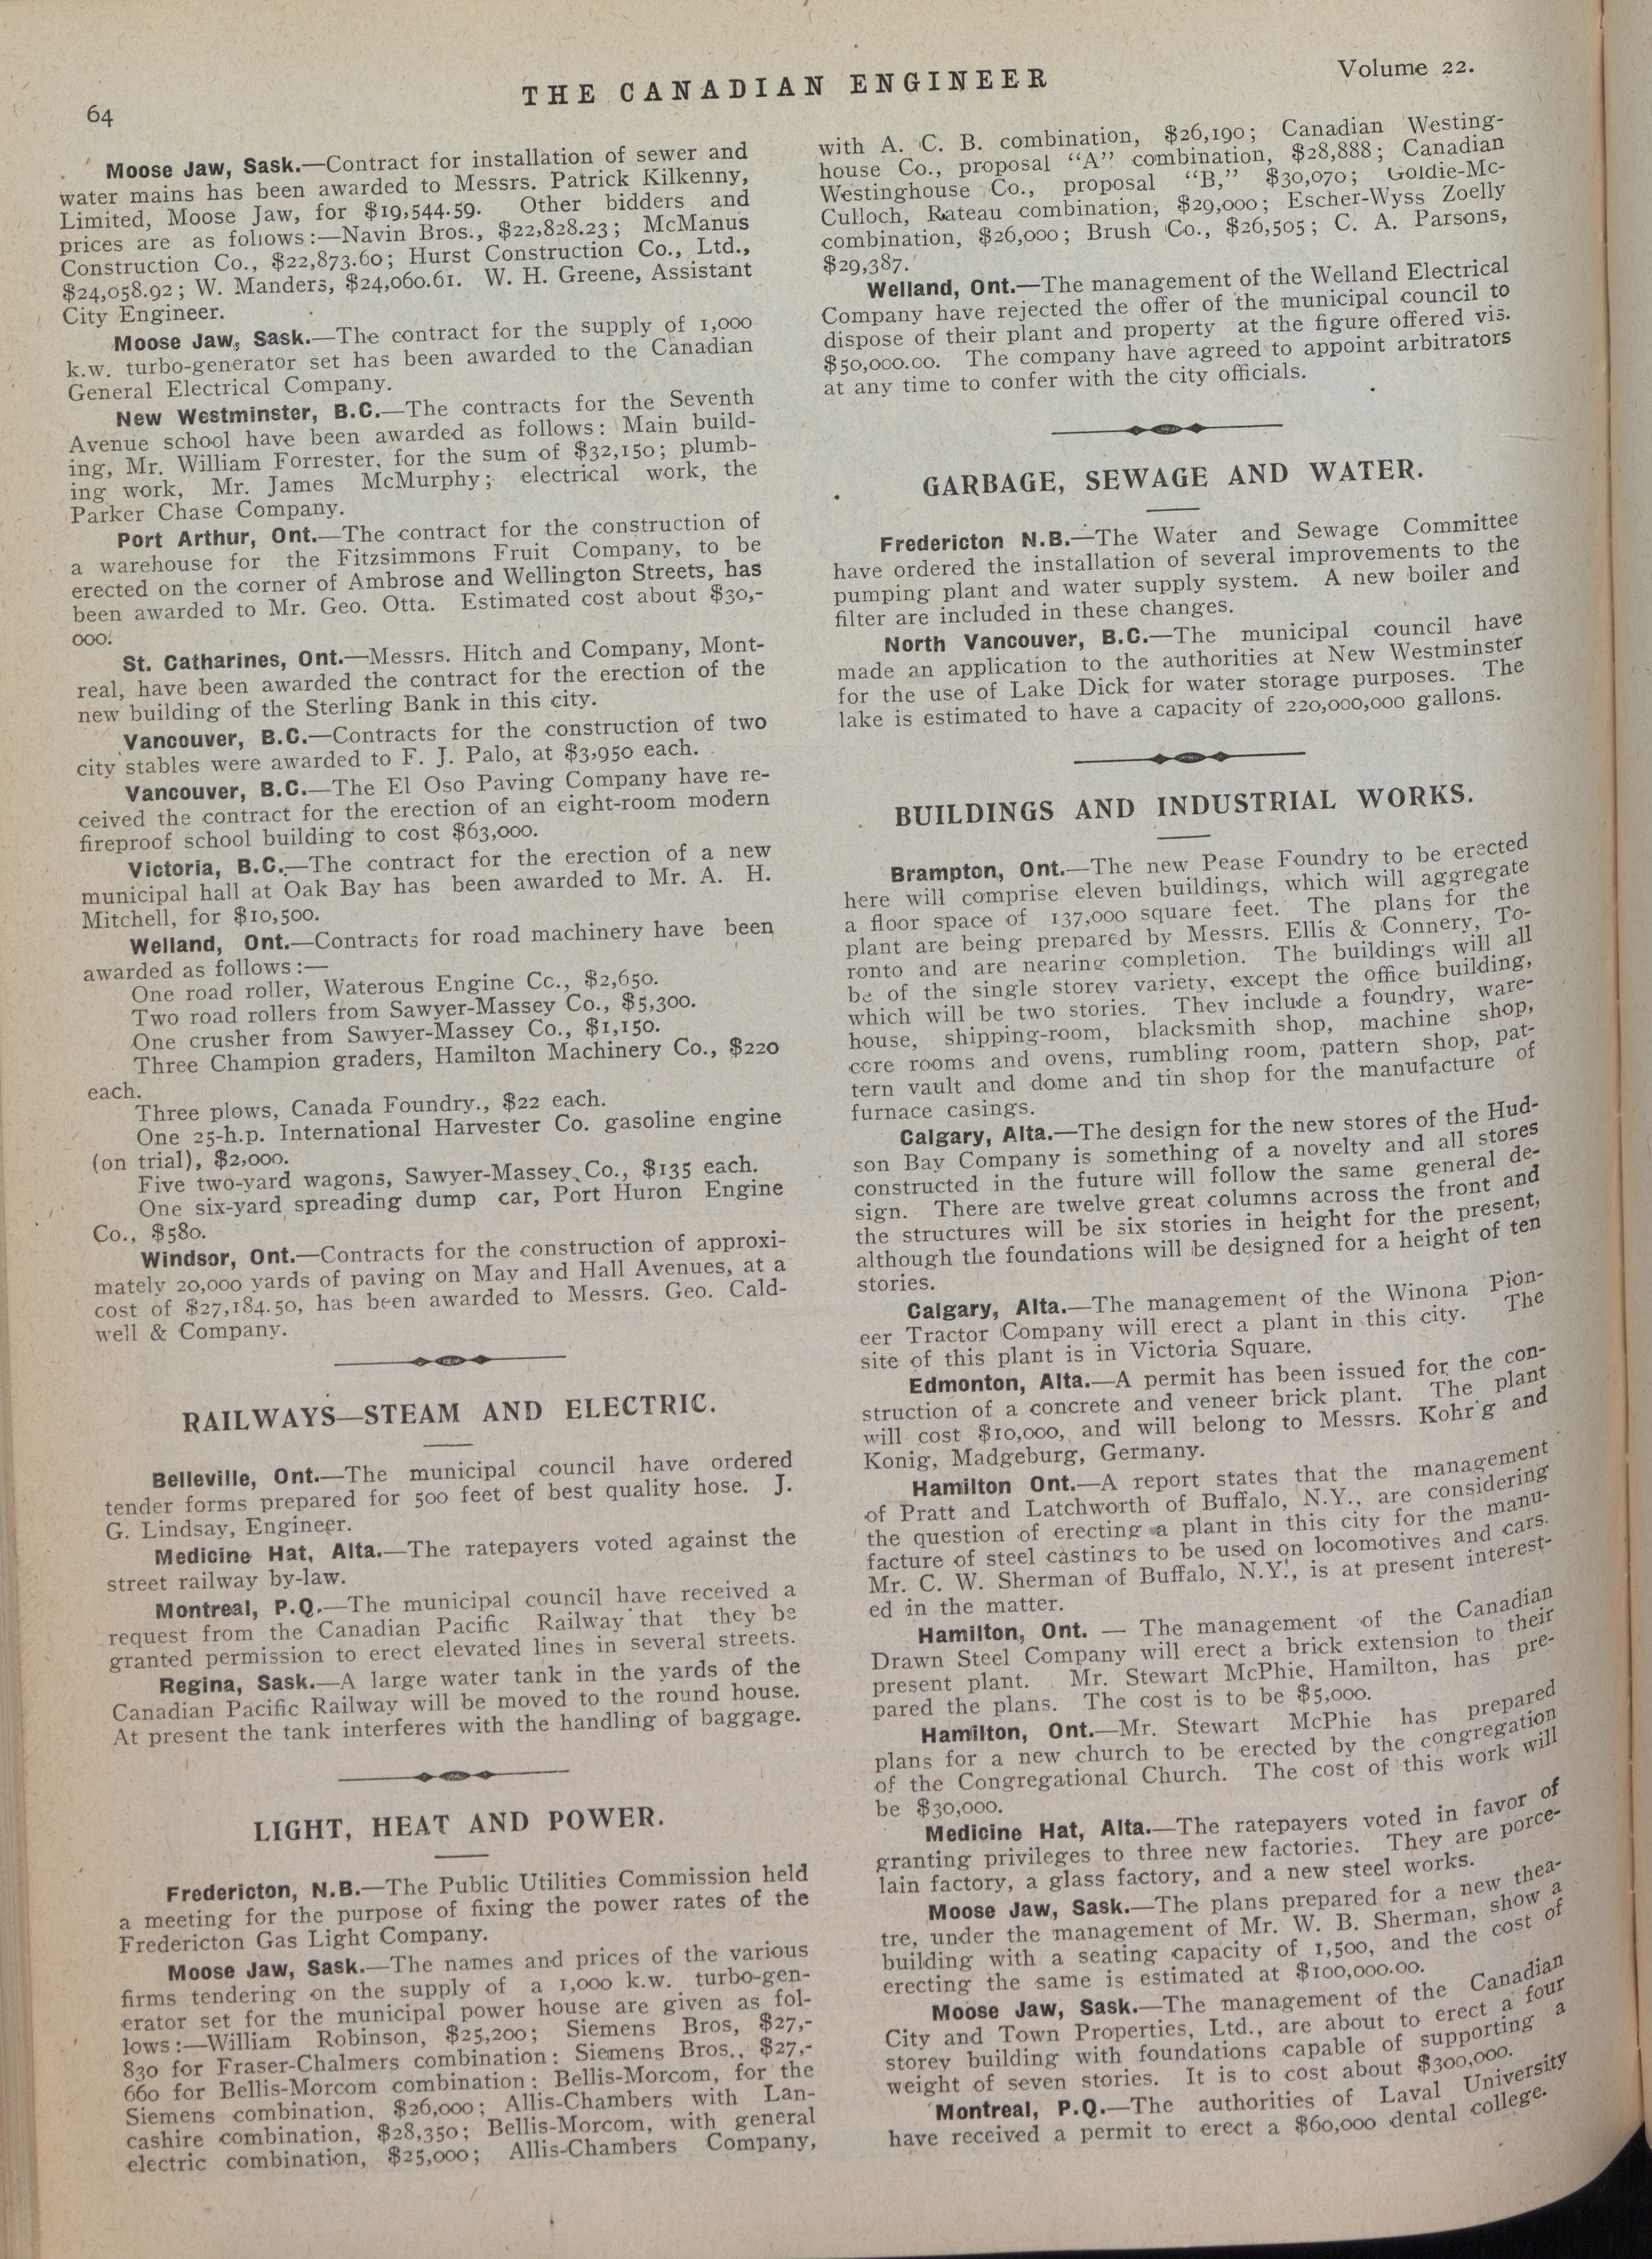 64
THE CANADIAN ENGINEER
Volume 22.
Moose Jaw, Sask.—Contract for installation of sewer and
water mains has been awarded to Messrs. Patrick Kilkenny,
Limited, Moose Jaw, for $19,544.59. Other bidders and
prices are as follows:—Navin Bros., $22,828.23; McManus
Construction Co., $22,873.60; Hurst Construction Co., Ltd.,
$24,058.92; W. Manders, $24,060.61. W. H. Greene, Assistant
City Engineer.
Moose Jaw, Sask.—The contract for the supply of 1,000
k.w. turbo-generator set has been awarded to the Canadian
General Electrical Company.
New Westminster, B.C.—The contracts for the Seventh
Avenue school have been awarded as follows: Main build-
ing, Mr. William Forrester, for the sum of $32,150; plumb-
ing work, Mr. James McMurphy; electrical work, the
Parker Chase Company.
Port Arthur, Ont.—The contract for the construction of
a warehouse for the Fitzsimmons Fruit Company, to be
erected on the corner of Ambrose and Wellington Streets, has
been awarded to Mr. Geo. Otta. Estimated cost about $30,-
000.
St. Catharines, Ont.—Messrs. Hitch and Company, Mont-
real, have been awarded the contract for the erection of the
new building of the Sterling Bank in this city.
Vancouver, B.C.—Contracts for the construction of two
city stables were awarded to F. J. Palo, at $3,950 each.
Vancouver, B.C.—The El Oso Paving Company have re-
ceived the contract for the erection of an eight-room modern
fireproof school building to cost $63,000.
Victoria, B.C.—The contract for the erection of a new
municipal hall at Oak Bay has been awarded to Mr. A. H.
Mitchell, for $10,500.
Welland, Ont.—Contracts for road machinery have been
awarded as follows:—
One road roller, Waterous Engine Co., $2,650.
Two road rollers from Sawyer-Massey Co., $5,300.
One crusher from Sawyer-Massey Co., $1,150.
Three Champion graders, Hamilton Machinery Co., $220
each.
Three plows, Canada Foundry., $22 each.
One 25-h.p. International Harvester Co. gasoline engine
(on trial), $2,000.
Five two-yard wagons, Sawyer-Massey Co., $135 each.
One six-yard spreading dump car, Port Huron Engine
Co., $580.
Windsor, Ont.—Contracts for the construction of approxi-
mately 20,000 yards of paving on May and Hall Avenues, at a
cost of $27,184.50, has been awarded to Messrs. Geo. Cald-
well & Company.
RAILWAYS—STEAM AND ELECTRIC.
Belleville, Ont.—The municipal council have ordered
tender forms prepared for 500 feet of best quality hose. J.
G. Lindsay, Engineer.
Medicine Hat, Alta.—The ratepayers voted against the
street railway by-law.
Montreal, P.Q.—The municipal council have received a
request from the Canadian Pacific Railway that they be
granted permission to erect elevated lines in several streets.
Regina, Sask.—A large water tank in the yards of the
Canadian Pacific Railway will be moved to the round house.
At present the tank interferes with the handling of baggage.
LIGHT, HEAT AND POWER.
Fredericton, N.B.—The Public Utilities Commission held
a meeting for the purpose of fixing the power rates of the
Fredericton Gas Light Company.
Moose Jaw, Sask.—The names and prices of the various
firms tendering on the supply of a 1,000 k.w. turbo-gen-
erator set for the municipal power house are given as fol-
lows:—William Robinson, $25,200; Siemens Bros, $27,-
830 for Fraser-Chalmers combination: Siemens Bros., $27,-
660 for Bellis-Morcom combination; Bellis-Morcom, for the
Siemens combination, $26,000; Allis-Chambers with Lan-
cashire combination, $28,350; Bellis-Morcom, with general
electric combination, $25,000; Allis-Chambers Company,
with A. C. B. combination, $26,190; Canadian Westing-
house Co., proposal "A" combination, $28,888; Canadian
Westinghouse Co., proposal "B," $30,070; Goldie-Mc-
Culloch, Rateau combination, $29,000; Escher-Wyss Zoelly
combination, $26,000; Brush Co., $26,505; C. A. Parsons,
$29,387.
Welland, Ont.—The management of the Welland Electrical
Company have rejected the offer of the municipal council to
dispose of their plant and property at the figure offered vis.
$50,000.00. The company have agreed to appoint arbitrators
at any time to confer with the city officials.
GARBAGE, SEWAGE AND WATER.
Fredericton N.B.—The Water and Sewage Committee
have ordered the installation of several improvements to the
pumping plant and water supply system. A new boiler and
filter are included in these changes.
North Vancouver, B.C.—The municipal council have
made an application to the authorities at New Westminster
for the use of Lake Dick for water storage purposes. The
lake is estimated to have a capacity of 220,000,000 gallons.
BUILDINGS AND INDUSTRIAL WORKS.
Brampton, Ont.—The new Pease Foundry to be erected
here will comprise eleven buildings, which will aggregate
a floor space of 137,000 square feet. The plans for the
plant are being prepared by Messrs. Ellis & Connery, To-
ronto and are nearing completion. The buildings will all
be of the single storey variety, except the office building,
which will be two stories. They include a foundry, ware-
house, shipping-room, blacksmith shop, machine shop,
core rooms and ovens, rumbling room, pattern shop, pat-
tern vault and dome and tin shop for the manufacture of
furnace casings.
Calgary, Alta.—The design for the new stores of the Hud-
son Bay Company is something of a novelty and all stores
constructed in the future will follow the same general de-
sign. There are twelve great columns across the front and
the structures will be six stories in height for the present,
although the foundations will be designed for a height of ten
stories.
Calgary, Alta.—The management of the Winona Pion-
eer Tractor Company will erect a plant in this city. The
site of this plant is in Victoria Square.
Edmonton, Alta.—A permit has been issued for the con-
struction of a concrete and veneer brick plant. The plant
will cost $10,000, and will belong to Messrs. Kohr'g and
Konig, Madgeburg, Germany.
Hamilton Ont.—A report states that the management
of Pratt and Latchworth of Buffalo, N.Y., are considering
the question of erecting a plant in this city for the manu-
facture of steel castings to be used on locomotives and cars.
Mr. C. W. Sherman of Buffalo, N.Y., is at present interest-
ed in the matter.
Hamilton, Ont. — The management of the Canadian
Drawn Steel Company will erect a brick extension to their
present plant. Mr. Stewart McPhie, Hamilton, has pre-
pared the plans. The cost is to be $5,000.
Hamilton, Ont.—Mr. Stewart McPhie has prepared
plans for a new church to be erected by the congregation
of the Congregational Church. The cost of this work will
be $30,000.
Medicine Hat, Alta.—The ratepayers voted in favor of
granting privileges to three new factories. They are porce-
lain factory, a glass factory, and a new steel works.
Moose Jaw, Sask.—The plans prepared for a new thea-
tre, under the management of Mr. W. B. Sherman, show a
building with a seating capacity of 1,500, and the cost of
erecting the same is estimated at $100,000.00.
Moose Jaw, Sask.—The management of the Canadian
City and Town Properties, Ltd., are about to erect a four
storey building with foundations capable of supporting a
weight of seven stories. It is to cost about $300,000.
Montreal, P.Q.—The authorities of Laval University
have received a permit to erect a $60,000 dental college.